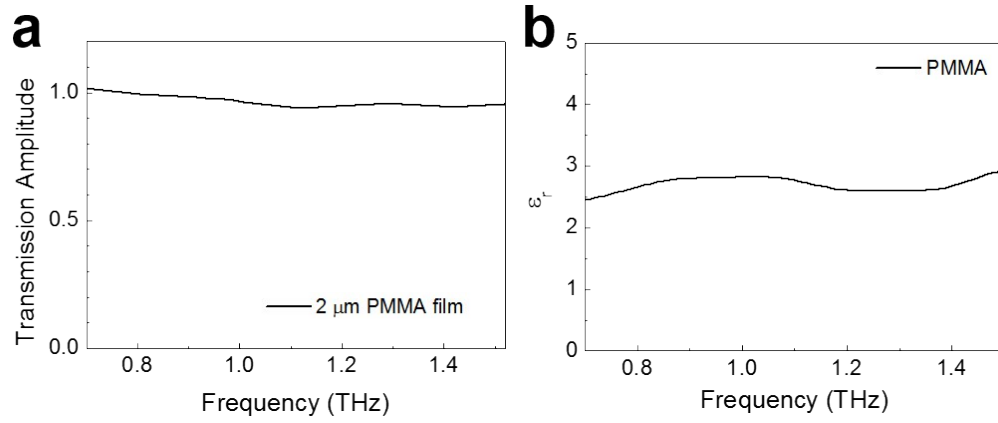 a
Transmission Amplitude
1.0
0.5
0.0
2 μm PMMA film
0.8 1.0 1.2 1.4
Frequency (THz)
b
εr
5
4
3
2
1
0
PMMA
0.8 1.0 1.2 1.4
Frequency (THz)